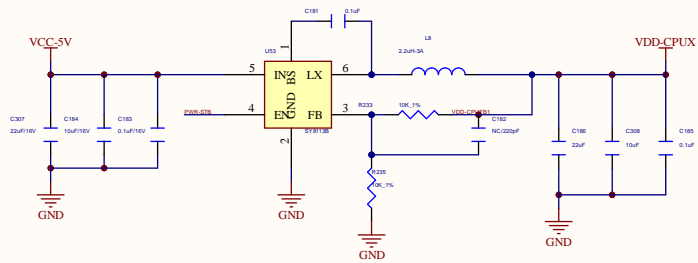 C181
0.1uF
VCC-5V
U53
1
L8
2.2uH-3A
VDD-CPUX
5
IN
BS
LX
6
C307
22uF/16V
C184
10uF/16V
C183
0.1uF/16V
PWR-STB
4
EN
GND
FB
3
SY8113B
2
R233
10K_1%
VDD-CPUFB1
C182
NC/220pF
R235
10K_1%
C186
22uF
C308
10uF
C185
0.1uF
GND
GND
GND
GND